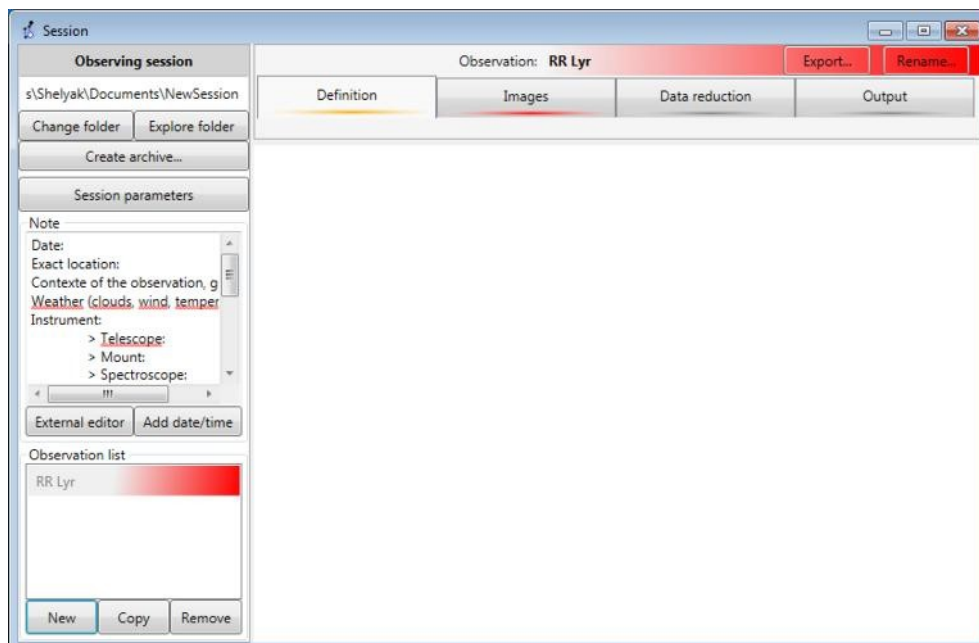 Session
Observing session
s\Shelyak\Documents\NewSession
Change folder
Explore folder
Create archive...
Session parameters
Note
Date:
Exact location:
Contexte of the observation, g
Weather (clouds, wind, temper
Instrument:
> Telescope:
> Mount:
> Spectroscope:
External editor
Add date/time
Observation list
RR Lyr
New
Copy
Remove
Observation: RR Lyr
Export...
Rename...
Definition
Images
Data reduction
Output